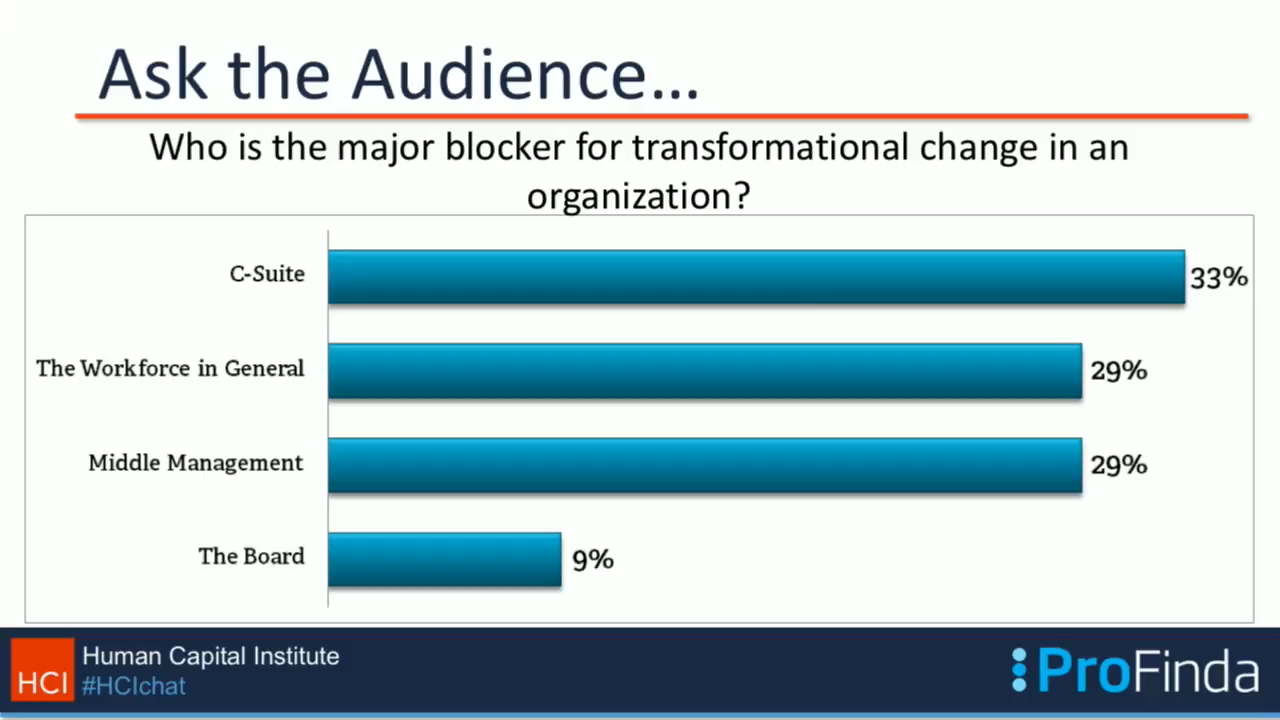 Ask the Audience...
Who is the major blocker for transformational change in an
organization?
C-Suite
33%
The Workforce in General
29%
Middle Management
29%
The Board
9%
HCI
Human Capital Institute
#HCIchat
ProFinda